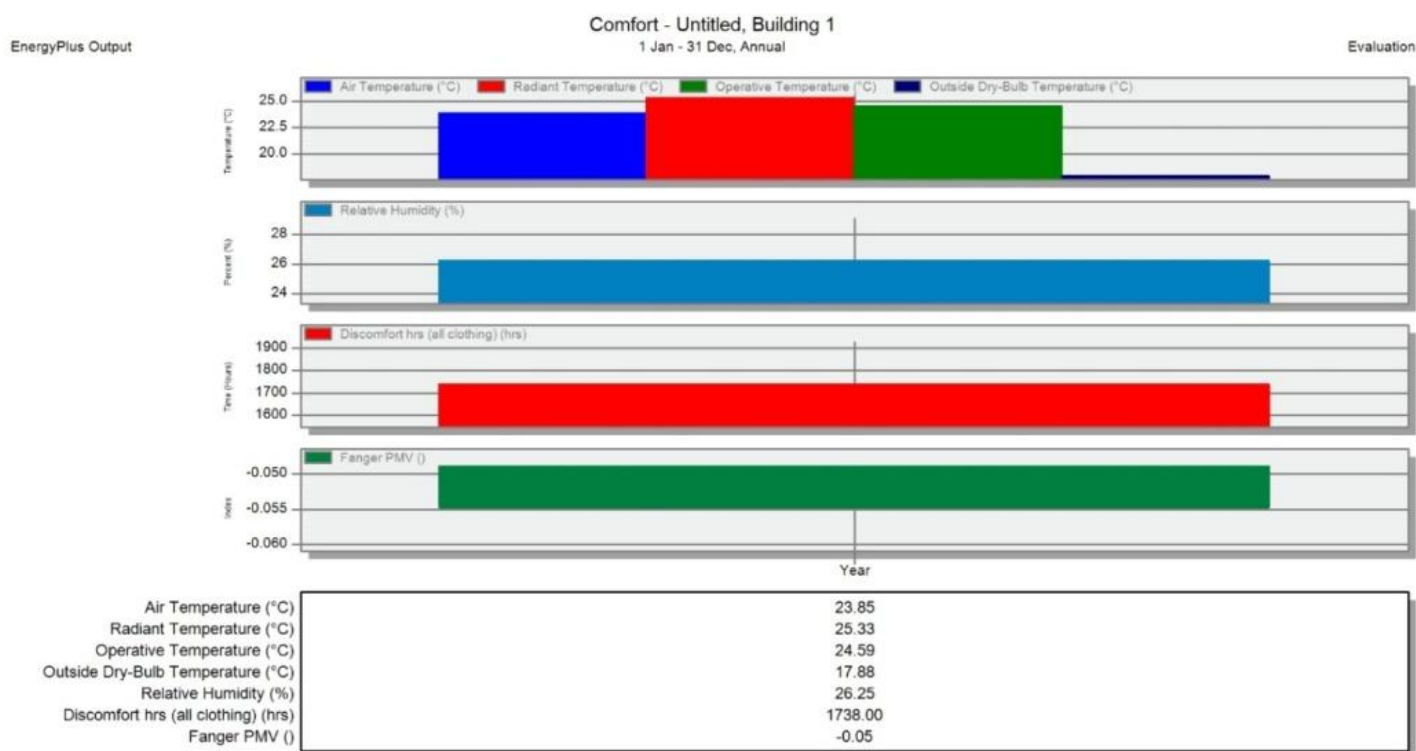 Comfort - Untitled, Building 1
EnergyPlus Output 1 Jan - 31 Dec, Annual Evaluation
Air Temperature (°C) Radiant Temperature (°C) Operative Temperature (°C) Outside Dry-Bulb Temperature (°C)
Temperature (°C)
25.0
22.5
20.0
Relative Humidity (%)
Percent (%)
28
26
24
Discomfort hrs (all clothing) (hrs)
Time (Hours)
1900
1800
1700
1600
Fanger PMV ()
Index
-0.050
-0.055
-0.060
Year
Air Temperature (°C) 23.85
Radiant Temperature (°C) 25.33
Operative Temperature (°C) 24.59
Outside Dry-Bulb Temperature (°C) 17.88
Relative Humidity (%) 26.25
Discomfort hrs (all clothing) (hrs) 1738.00
Fanger PMV () -0.05